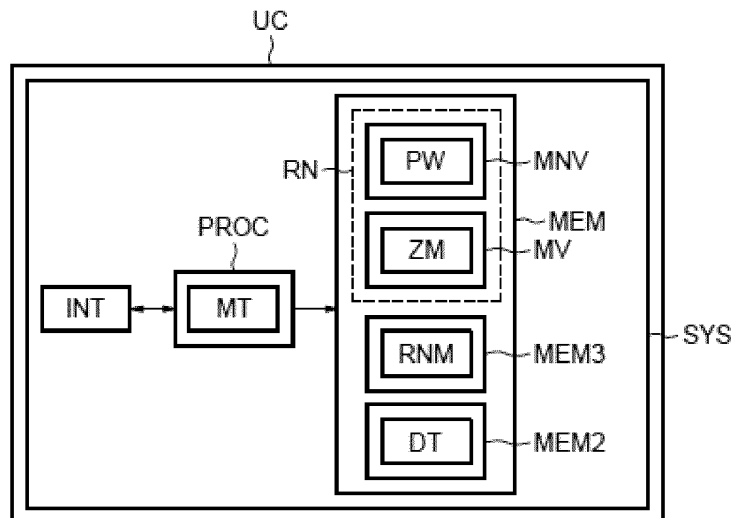 UC
PW
RN
MNV
MEM
PROC
ZM
MV
INT
MT
SYS
RNM
MEM3
DT
MEM2